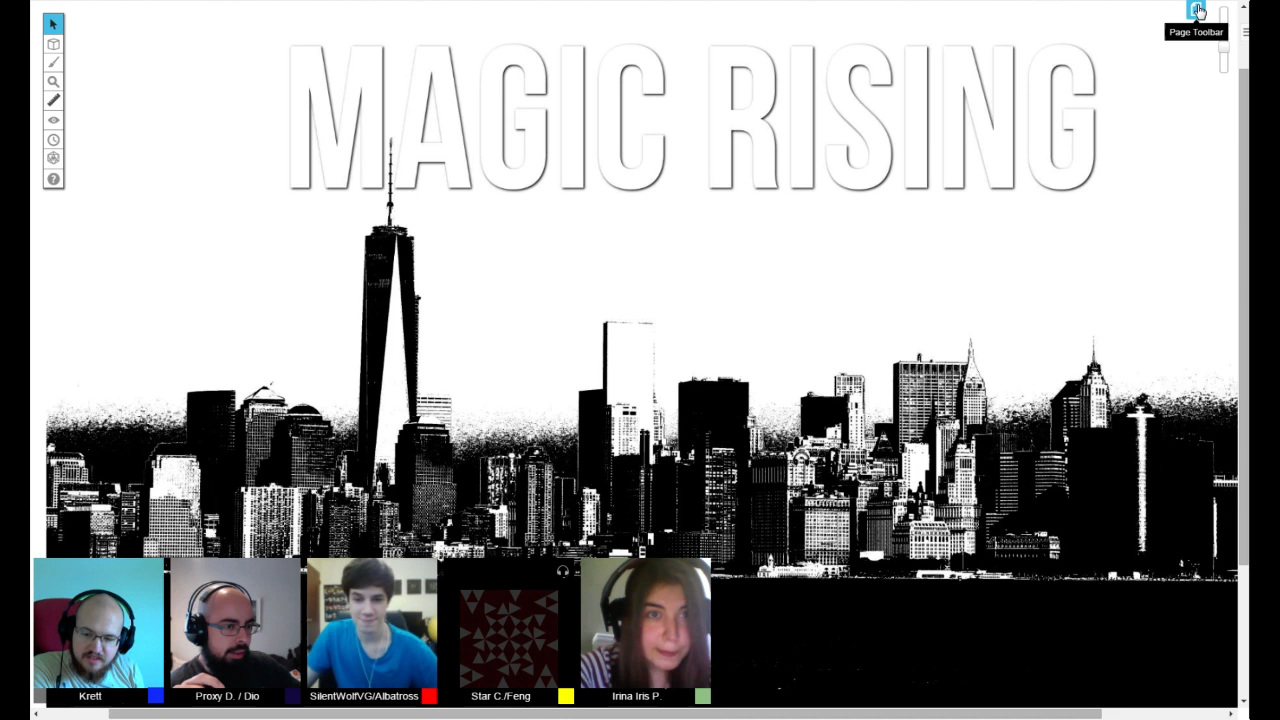 Page Toolbar
MAGIC RISING
Krett
Proxy D. / Dio
SilentWolfVG/Albatross
Star C./Feng
Irina Iris P.